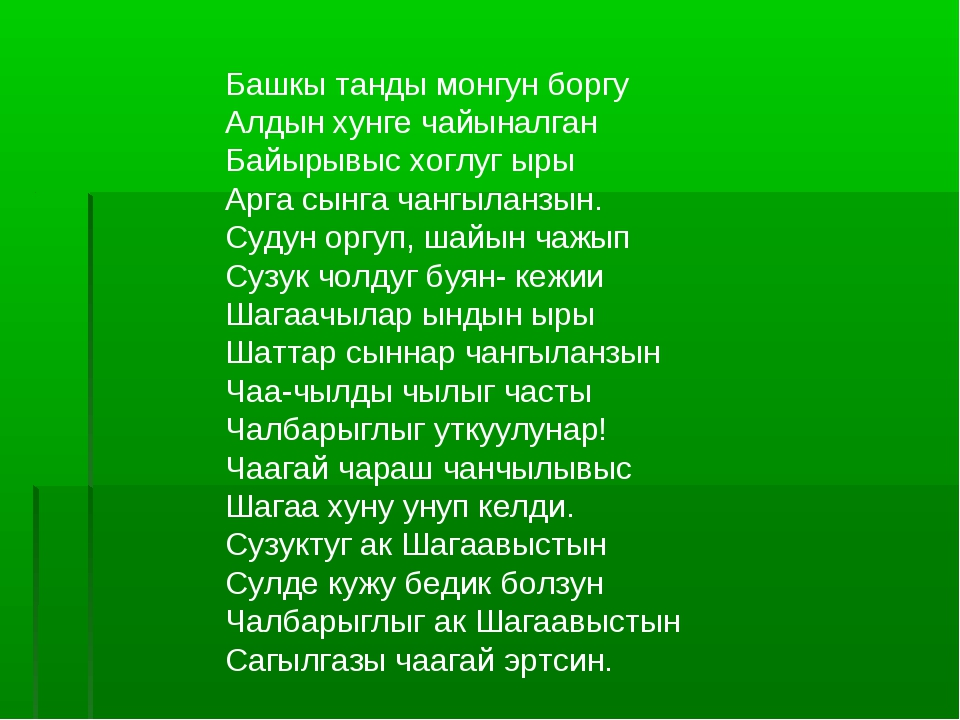 Башкы танды монгун боргу
Алдын хунге чайыналган
Байырывыс хоглуг ыры
Арга сынга чангыланзын.
Судун оргуп, шайын чажып
Сузук чолдуг буян- кежии
Шагаачылар ындын ыры
Шаттар сыннар чангыланзын
Чаа-чылды чылыг часты
Чалбарыглыг уткуулунар!
Чаагай чараш чанчылывыс
Шагаа хуну унуп келди.
Сузуктуг ак Шагаавыстын
Сулде кужу бедик болзун
Чалбарыглыг ак Шагаавыстын
Сагылгазы чаагай эртсин.